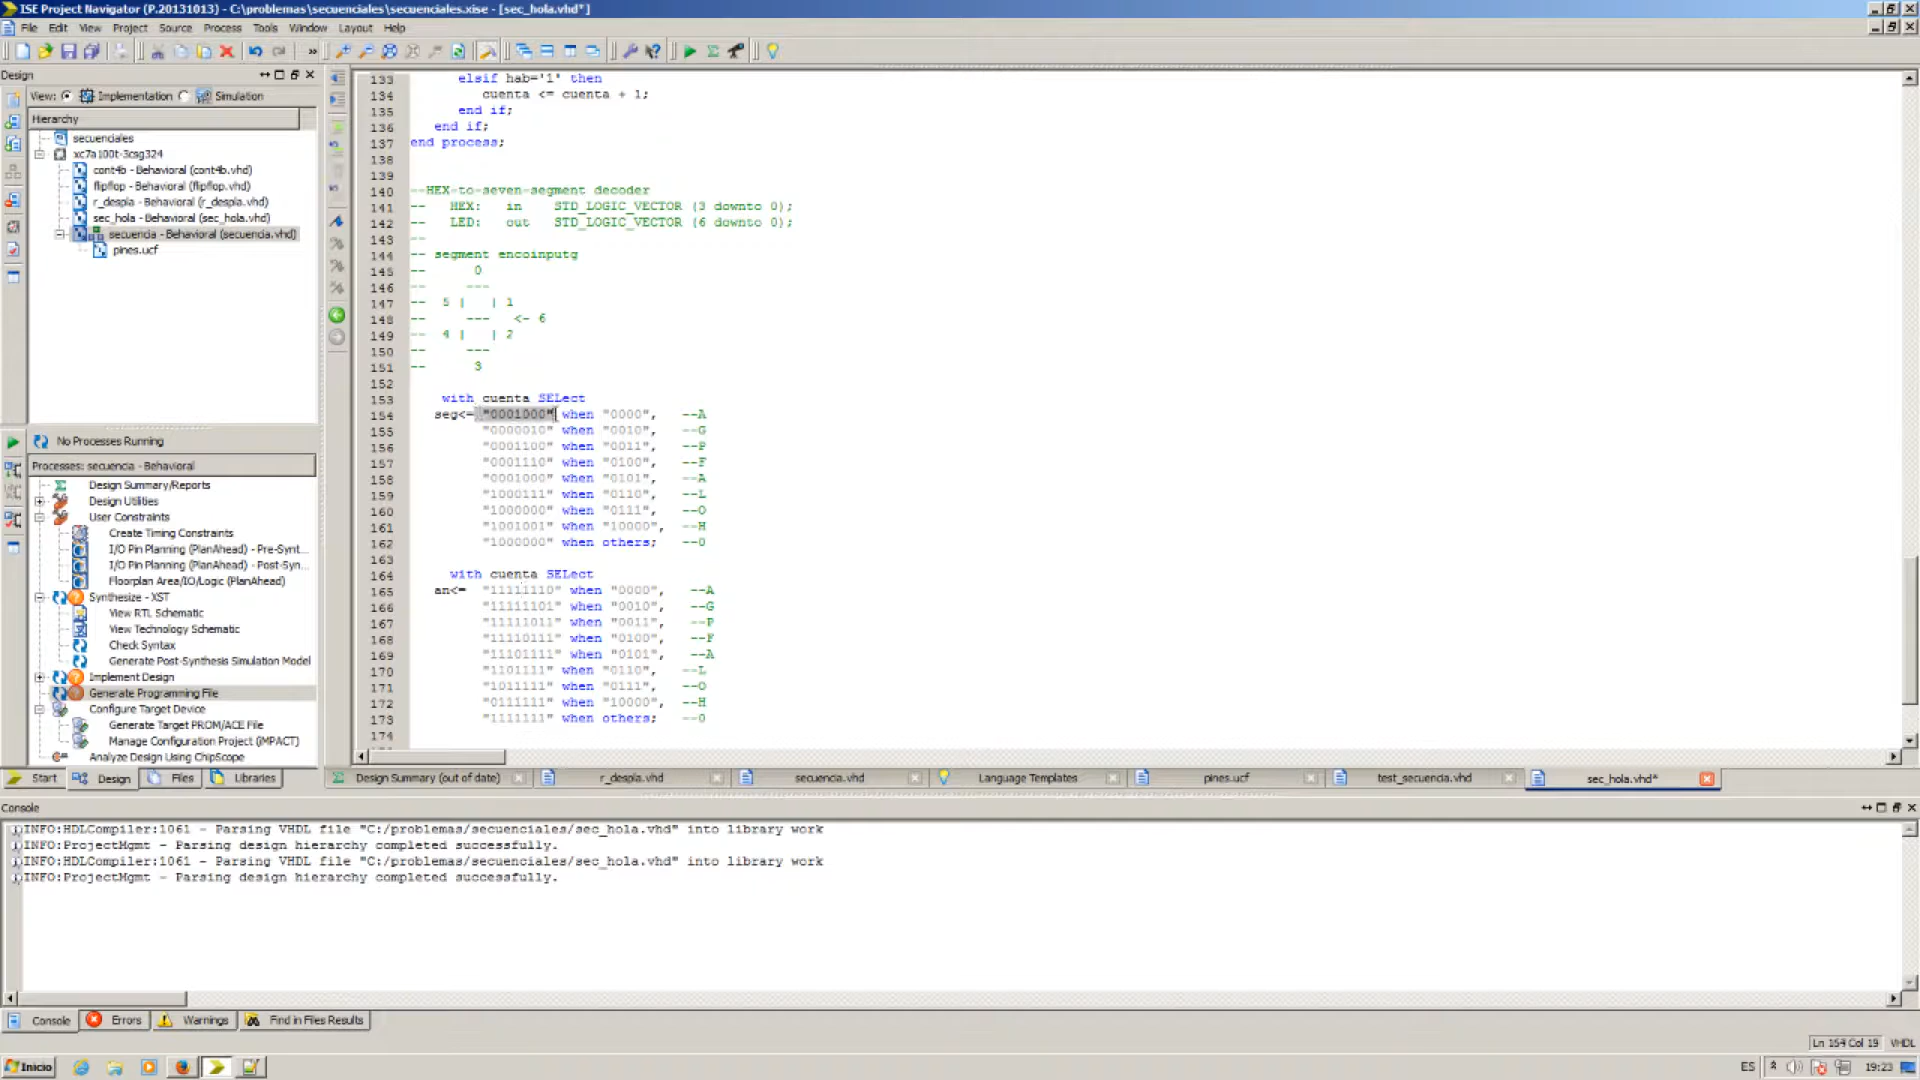 ISE Project Navigator (P.20131013) - C:\problemas\secuenciales\secuenciales.xise - [sec_hola.vhd*]
File Edit View Project Source Process Tools Window Layout Help
Design
View: Implementation Simulation
Hierarchy
secuenciales
xc7a100t-3csg324
cont4b - Behavioral (cont4b.vhd)
flipflop - Behavioral (flipflop.vhd)
r_despla - Behavioral (r_despla.vhd)
sec_hola - Behavioral (sec_hola.vhd)
secuencia - Behavioral (secuencia.vhd)
pines.ucf
No Processes Running
Processes: secuencia - Behavioral
Design Summary/Reports
Design Utilities
User Constraints
Create Timing Constraints
I/O Pin Planning (PlanAhead) - Pre-Synt...
I/O Pin Planning (PlanAhead) - Post-Syn...
Floorplan Area/IO/Logic (PlanAhead)
Synthesize - XST
View RTL Schematic
View Technology Schematic
Check Syntax
Generate Post-Synthesis Simulation Model
Implement Design
Generate Programming File
Configure Target Device
Generate Target PROM/ACE File
Manage Configuration Project (iMPACT)
Analyze Design Using ChipScope
Start Design Files Libraries
133 elsif hab='1' then
134 cuenta <= cuenta + 1;
135 end if;
136 end if;
137 end process;
138
139
140 --HEX-to-seven-segment decoder
141 -- HEX: in STD_LOGIC_VECTOR (3 downto 0);
142 -- LED: out STD_LOGIC_VECTOR (6 downto 0);
143 --
144 -- segment encoinputg
145 -- 0
146 -- ---
147 -- 5 | | 1
148 -- --- <- 6
149 -- 4 | | 2
150 -- ---
151 -- 3
152
153 with cuenta SELect
154 seg<= "0001000" when "0000", --A
155 "0000010" when "0010", --G
156 "0001100" when "0011", --P
157 "0001110" when "0100", --F
158 "0001000" when "0101", --A
159 "1000111" when "0110", --L
160 "1000000" when "0111", --O
161 "1001001" when "10000", --H
162 "1000000" when others; --0
163
164 with cuenta SELect
165 an<= "11111110" when "0000", --A
166 "11111101" when "0010", --G
167 "11111011" when "0011", --P
168 "11110111" when "0100", --F
169 "11101111" when "0101", --A
170 "1101111" when "0110", --L
171 "1011111" when "0111", --O
172 "0111111" when "10000", --H
173 "1111111" when others; --0
174
Design Summary (out of date) r_despla.vhd secuencia.vhd Language Templates pines.ucf test_secuencia.vhd sec_hola.vhd*
Console
INFO:HDLCompiler:1061 - Parsing VHDL file "C:/problemas/secuenciales/sec_hola.vhd" into library work
INFO:ProjectMgmt - Parsing design hierarchy completed successfully.
INFO:HDLCompiler:1061 - Parsing VHDL file "C:/problemas/secuenciales/sec_hola.vhd" into library work
INFO:ProjectMgmt - Parsing design hierarchy completed successfully.
Console Errors Warnings Find in Files Results
Ln 154 Col 19 VHDL
Inicio ES 19:23